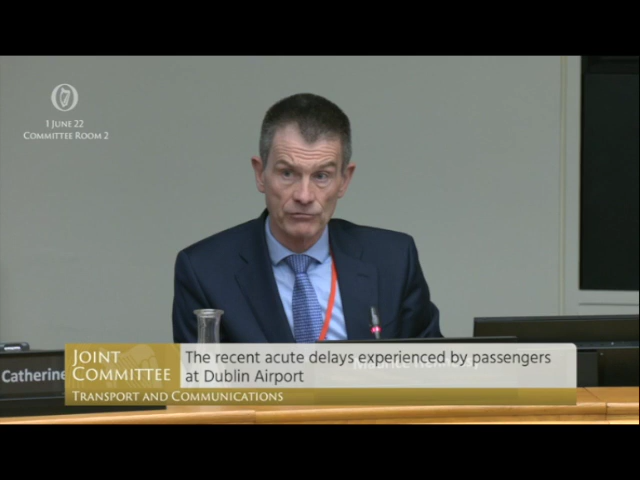 1 June 22
Committee Room 2
Catherine
Joint
Committee
The recent acute delays experienced by passengers
at Dublin Airport
Transport and Communications